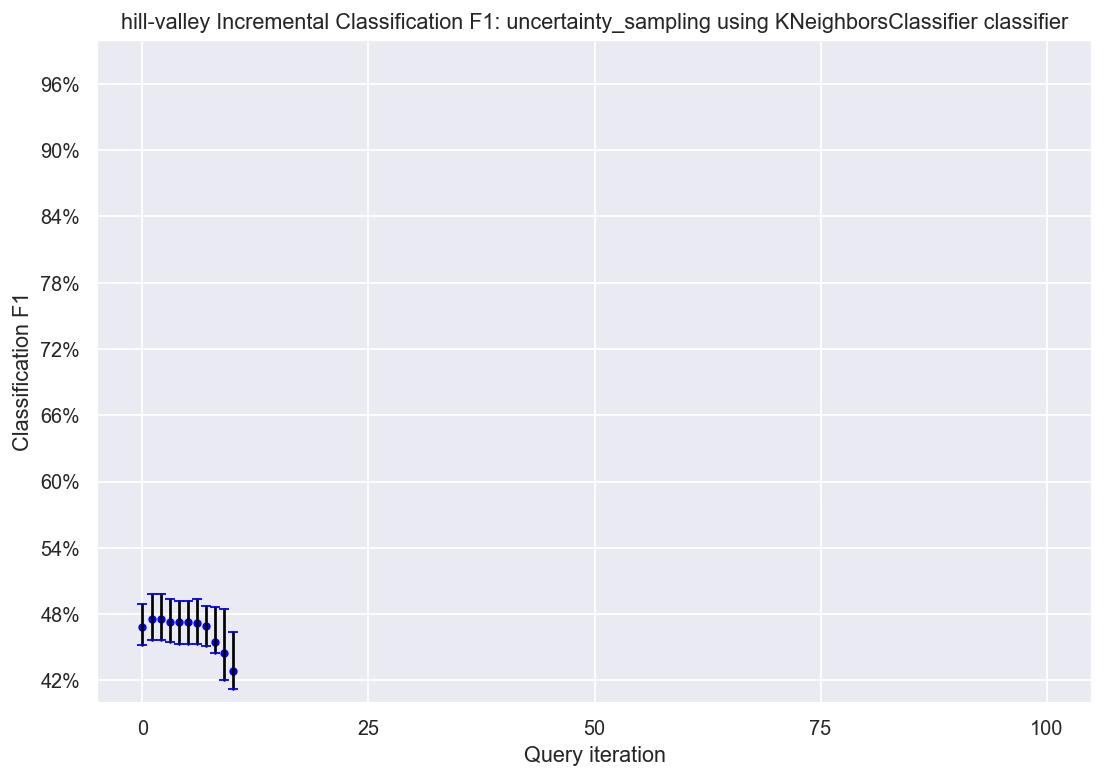 hill-valley Incremental Classification F1: uncertainty_sampling using KNeighborsClassifier classifier
96%
90%
84%
78%
72%
66%
60%
54%
48%
42%
Classification F1
0 25 50 75 100
Query iteration